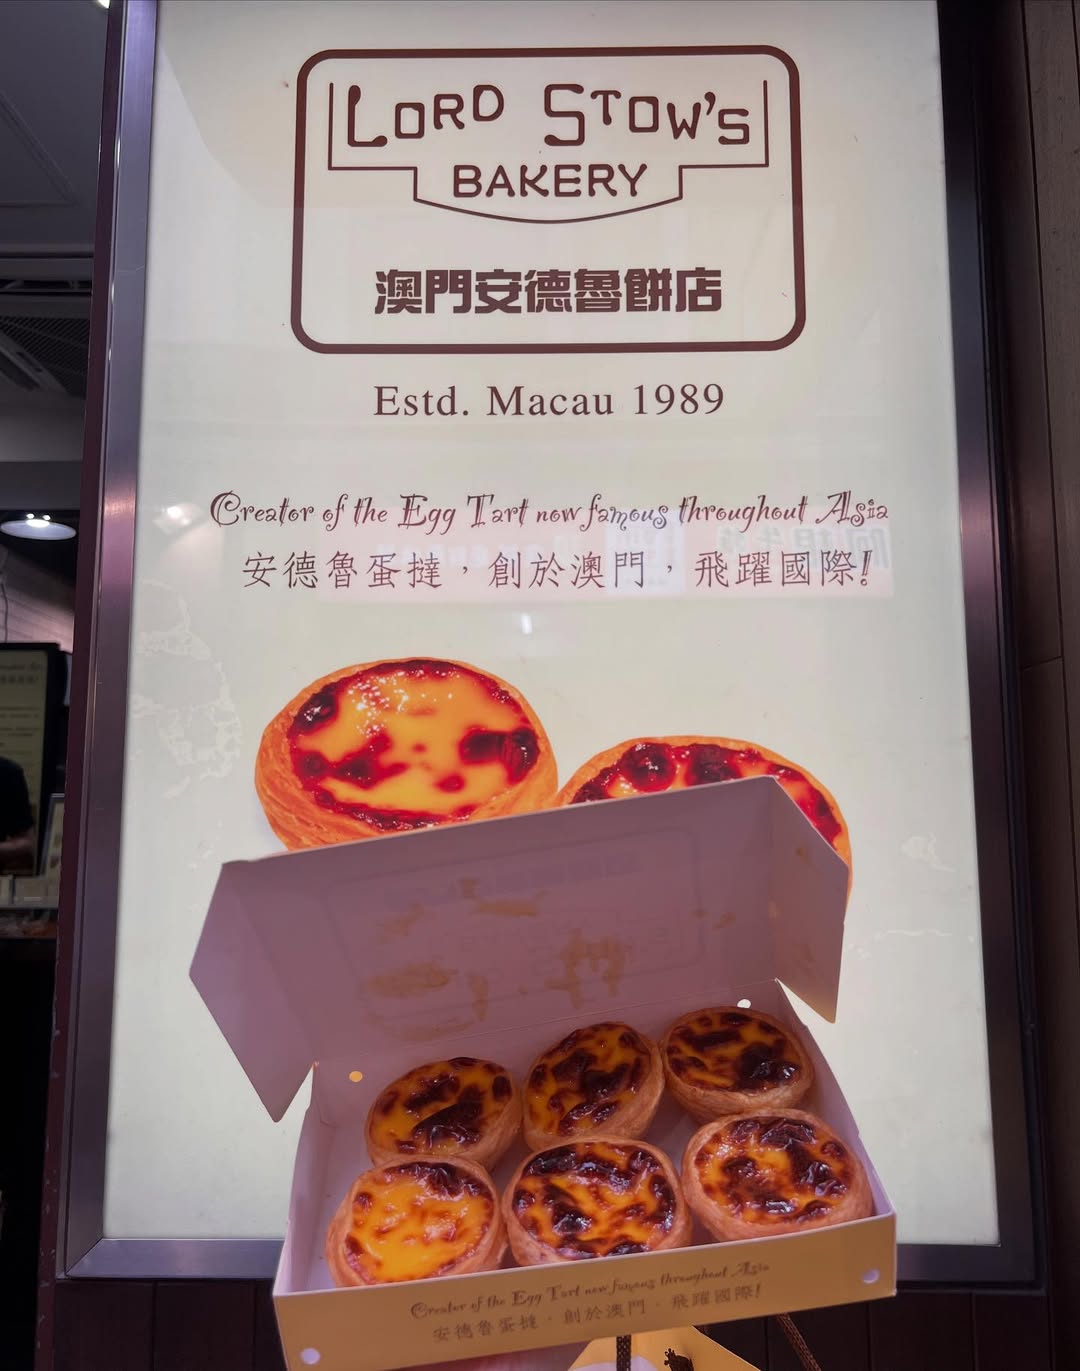 LORD STOW'S
BAKERY
澳門安德魯餅店
Estd. Macau 1989
Creator of the Egg Tart now famous throughout Asia
安德魯蛋撻，創於澳門，飛躍國際!
Creator of the Egg Tart now famous throughout Asia
安德魯蛋撻，創於澳門，飛躍國際!